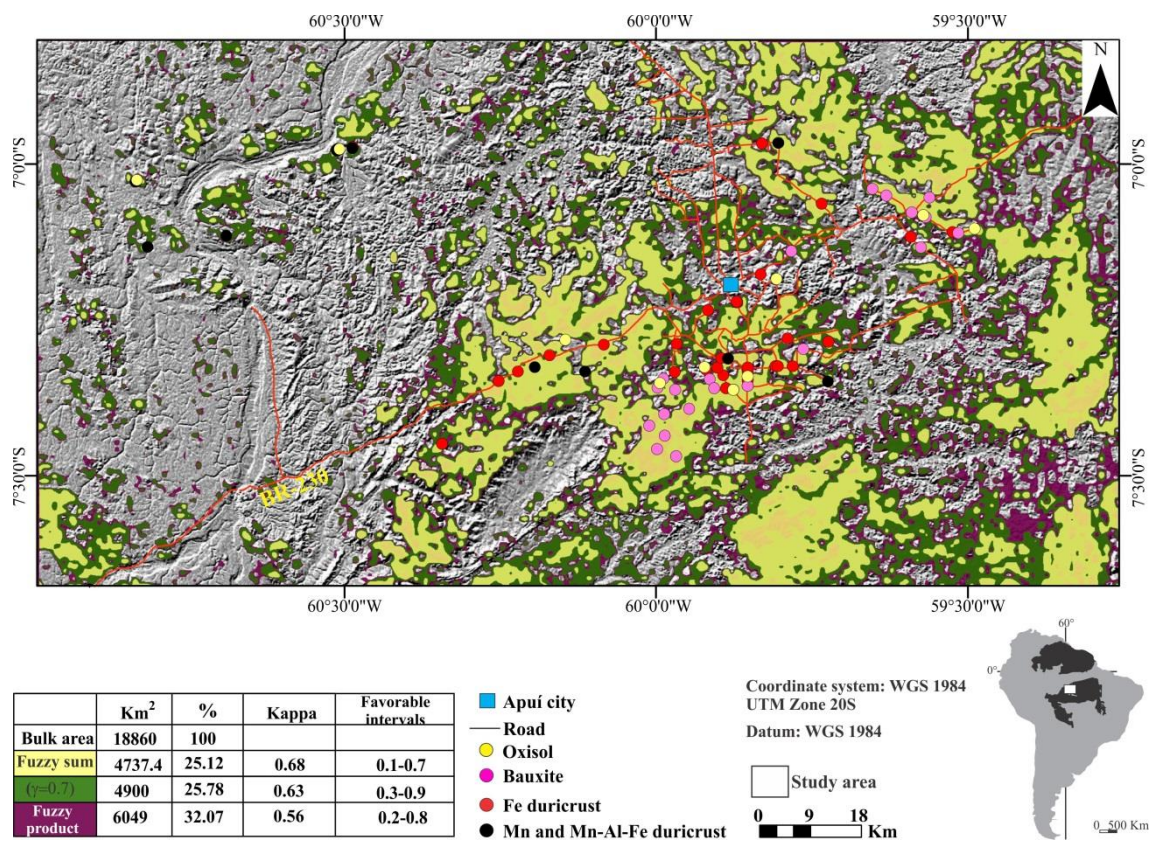 60°30'0"W 60°0'0"W 59°30'0"W
N
7°0'0"S 7°0'0"S
BR-230
7°30'0"S 7°30'0"S
60°30'0"W 60°0'0"W 59°30'0"W
Km2 % Kappa Favorable intervals
Bulk area 18860 100
Fuzzy sum 4737.4 25.12 0.68 0.1-0.7
(γ=0.7) 4900 25.78 0.63 0.3-0.9
Fuzzy product 6049 32.07 0.56 0.2-0.8
Apuí city
Road
Oxisol
Bauxite
Fe duricrust
Mn and Mn-Al-Fe duricrust
Coordinate system: WGS 1984
UTM Zone 20S
Datum: WGS 1984
Study area
0 9 18
Km
60°
0°
0 500 Km